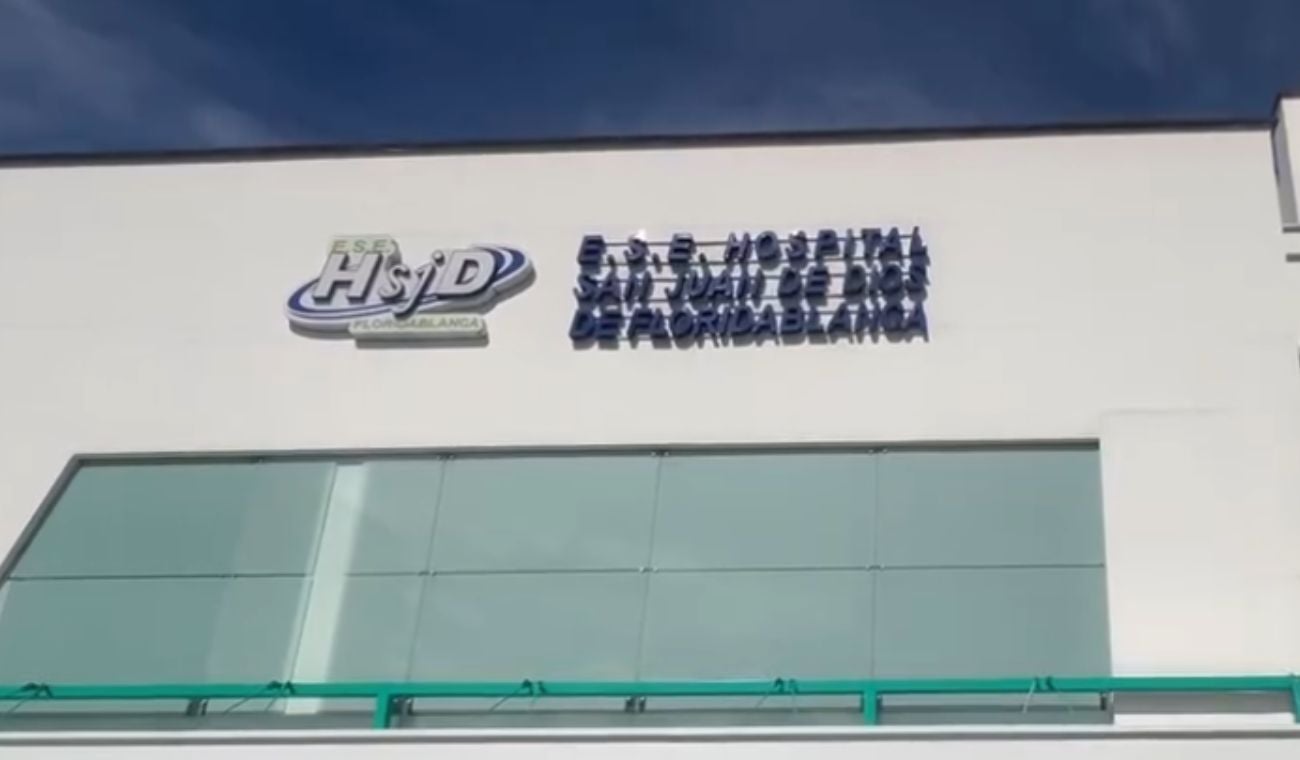 E.S.E.
HSjD
FLORIDABLANCA
E. S. E. HOSPITAL
SAN JUAN DE DIOS
DE FLORIDABLANCA